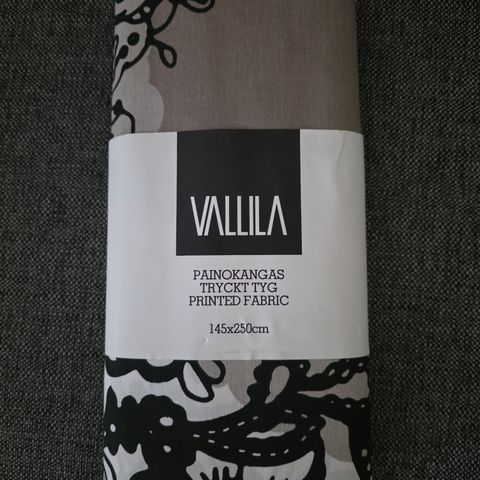 VALLILA
PAINOKANGAS
TRYCKT TYG
PRINTED FABRIC
145x250cm